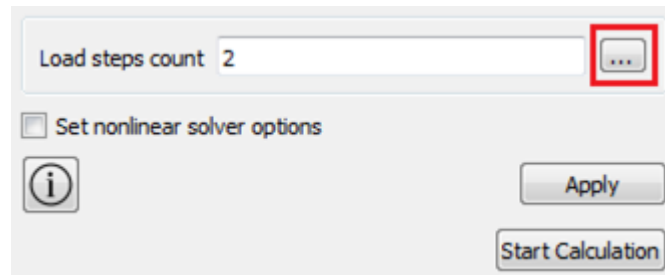 Load steps count 2 ...
Set nonlinear solver options
i
Apply
Start Calculation